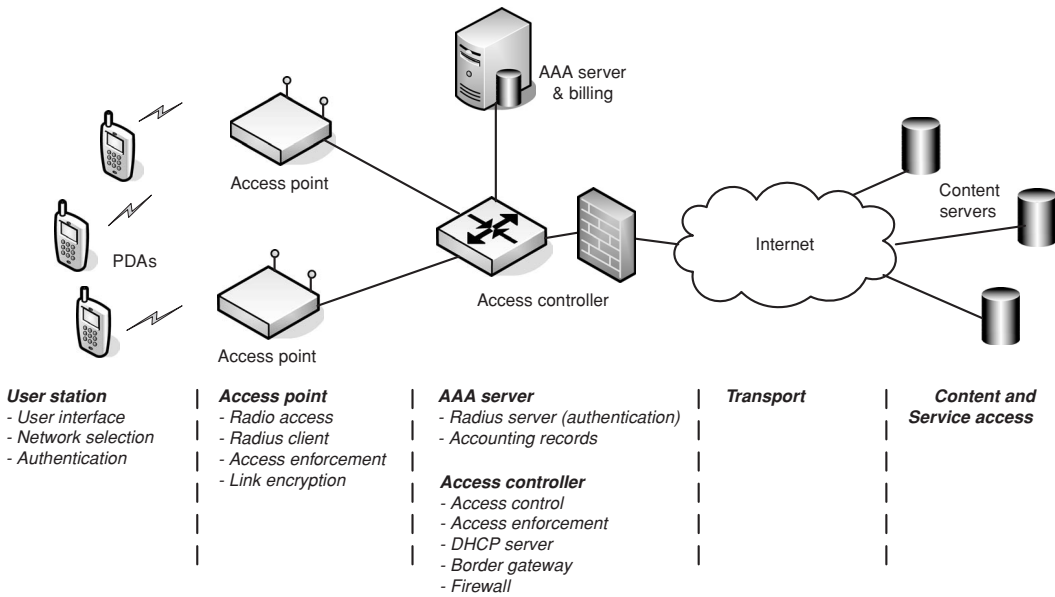 AAA server
& billing
Access point
Content
servers
Internet
PDAs
Access controller
Access point
User station
- User interface
- Network selection
- Authentication
Access point
- Radio access
- Radius client
- Access enforcement
- Link encryption
AAA server
- Radius server (authentication)
- Accounting records
Access controller
- Access control
- Access enforcement
- DHCP server
- Border gateway
- Firewall
Transport
Content and
Service access